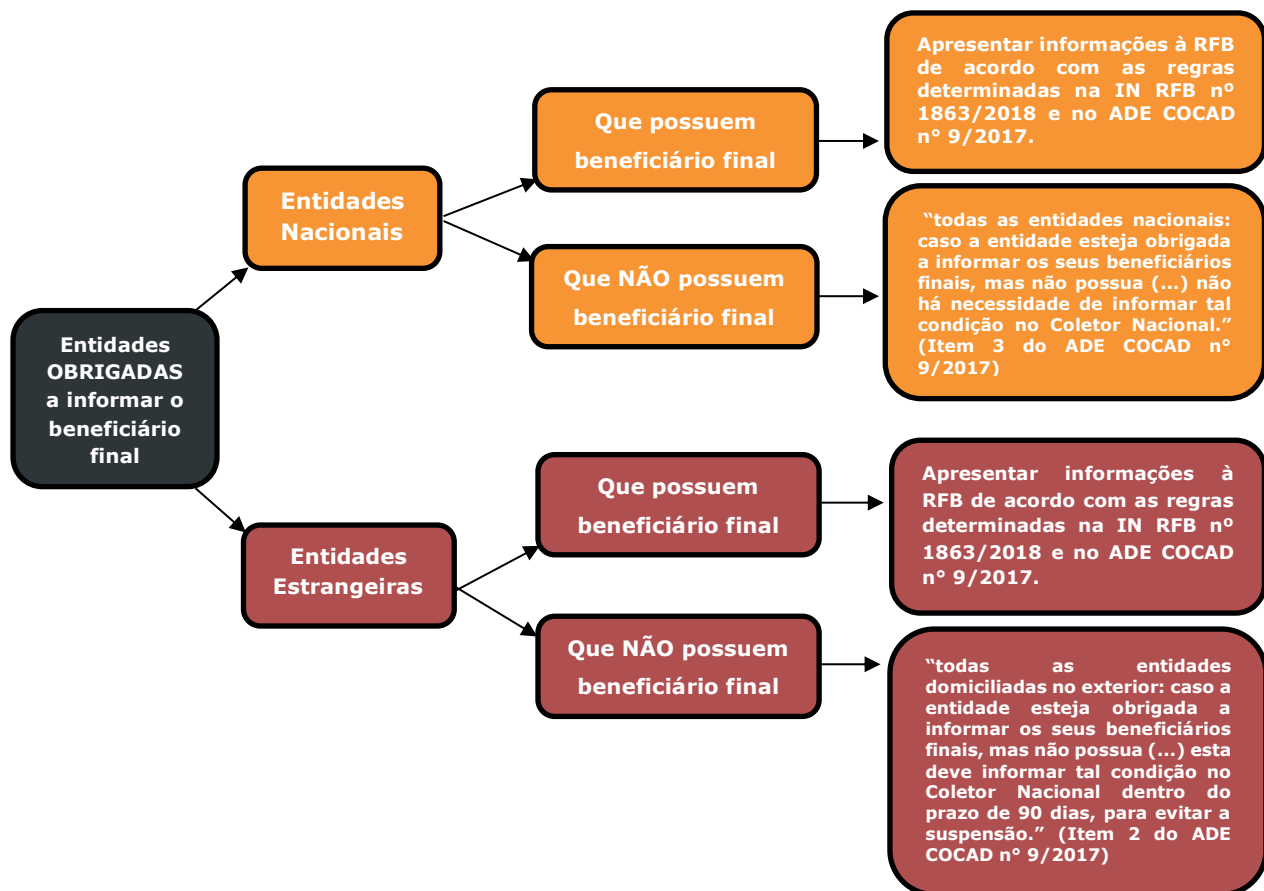 Entidades
OBRIGADAS
a informar o
beneficiário
final
Entidades
Nacionais
Que possuem
beneficiário final
Apresentar informações à RFB
de acordo com as regras
determinadas na IN RFB nº
1863/2018 e no ADE COCAD
n° 9/2017.
Que NÃO possuem
beneficiário final
“todas as entidades nacionais:
caso a entidade esteja obrigada
a informar os seus beneficiários
finais, mas não possua (...) não
há necessidade de informar tal
condição no Coletor Nacional.”
(Item 3 do ADE COCAD n°
9/2017)
Entidades
Estrangeiras
Que possuem
beneficiário final
Apresentar informações à
RFB de acordo com as regras
determinadas na IN RFB nº
1863/2018 e no ADE COCAD
n° 9/2017.
Que NÃO possuem
beneficiário final
“todas as entidades
domiciliadas no exterior: caso a
entidade esteja obrigada a
informar os seus beneficiários
finais, mas não possua (...) esta
deve informar tal condição no
Coletor Nacional dentro do
prazo de 90 dias, para evitar a
suspensão.” (Item 2 do ADE
COCAD n° 9/2017)